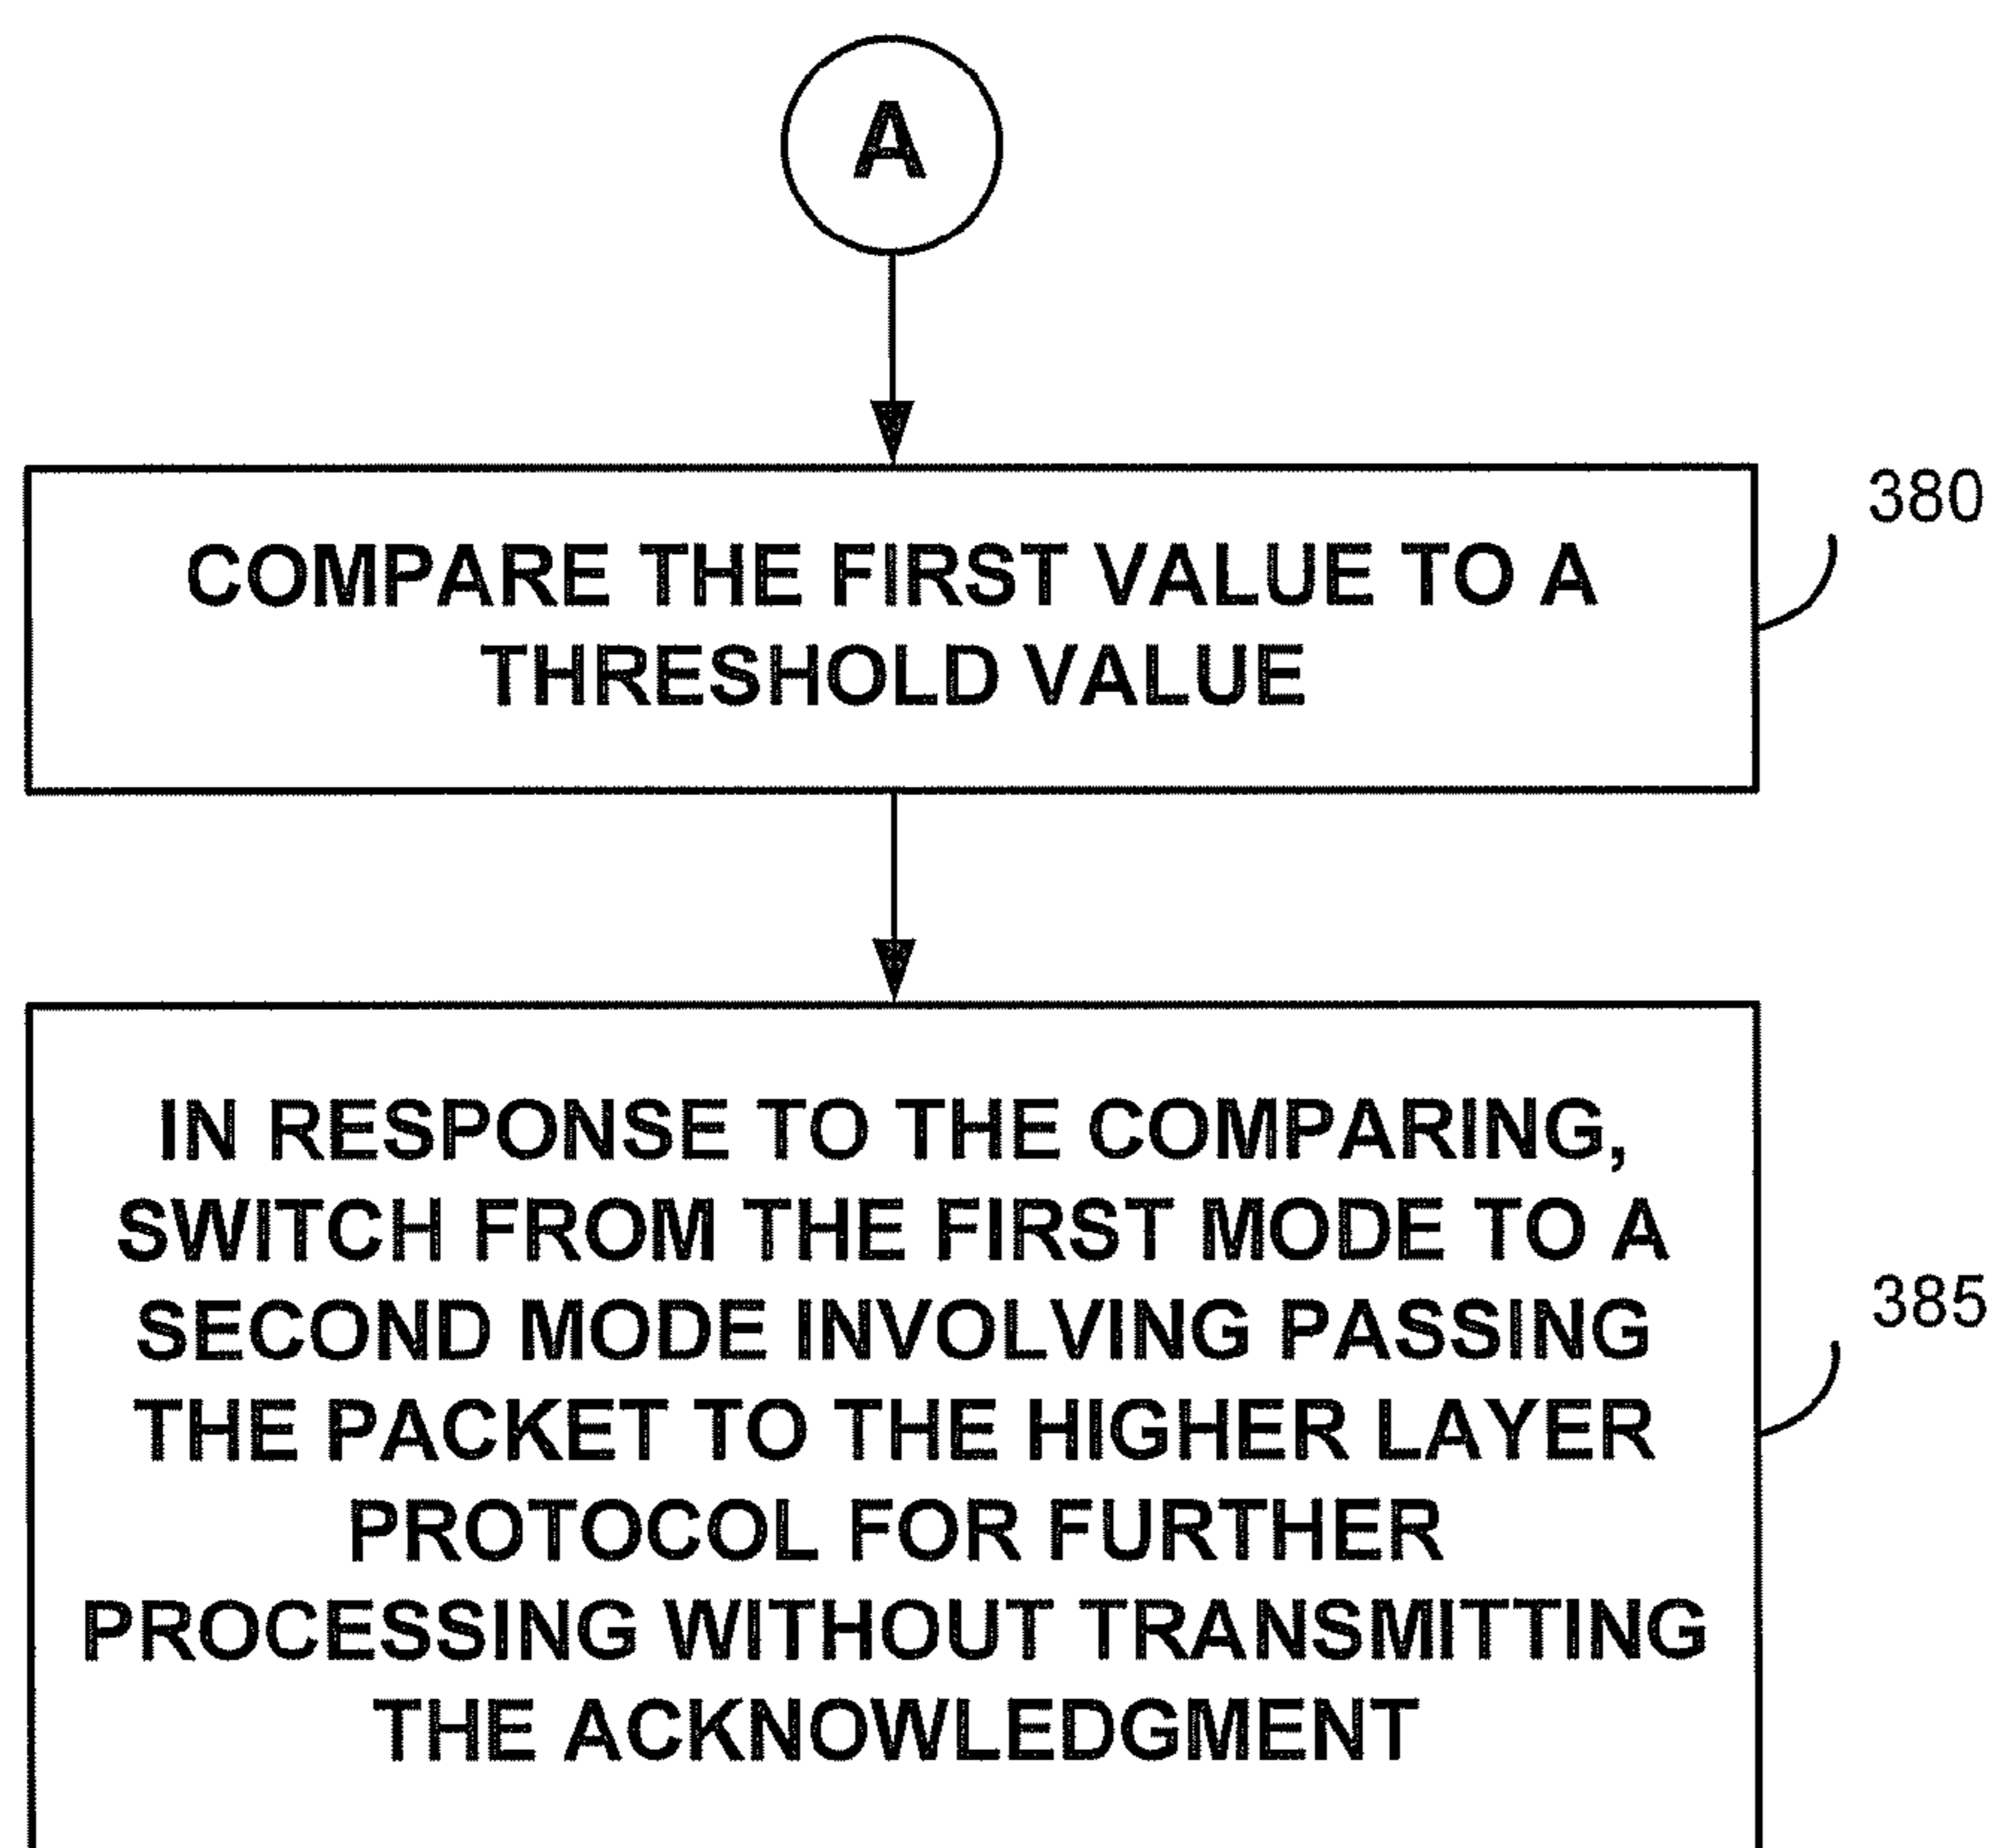 A
COMPARE THE FIRST VALUE TO A
THRESHOLD VALUE
380
IN RESPONSE TO THE COMPARING,
SWITCH FROM THE FIRST MODE TO A
SECOND MODE INVOLVING PASSING
THE PACKET TO THE HIGHER LAYER
PROTOCOL FOR FURTHER
PROCESSING WITHOUT TRANSMITTING
THE ACKNOWLEDGMENT
385